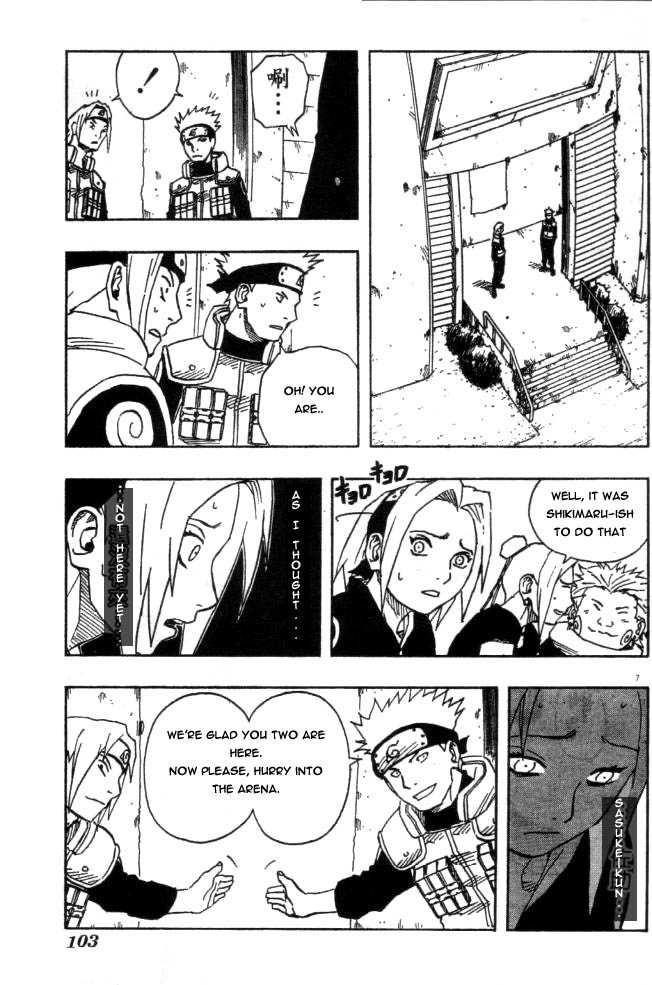 唰…
!
OH! YOU
ARE..
WELL, IT WAS
SHIKIMARU-ISH
TO DO THAT
キョロ
キョロ
AS I THOUGHT...
...NOT HERE YET...
7
SASUKEIKUN...
WE'RE GLAD YOU TWO ARE
HERE.
NOW PLEASE, HURRY INTO
THE ARENA.
103